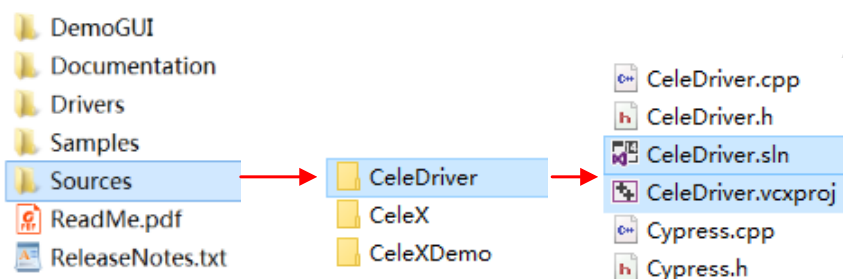 DemoGUI
Documentation
Drivers
Samples
Sources
ReadMe.pdf
ReleaseNotes.txt
CeleDriver
CeleX
CeleXDemo
CeleDriver.cpp
CeleDriver.h
CeleDriver.sln
CeleDriver.vcxproj
Cypress.cpp
Cypress.h